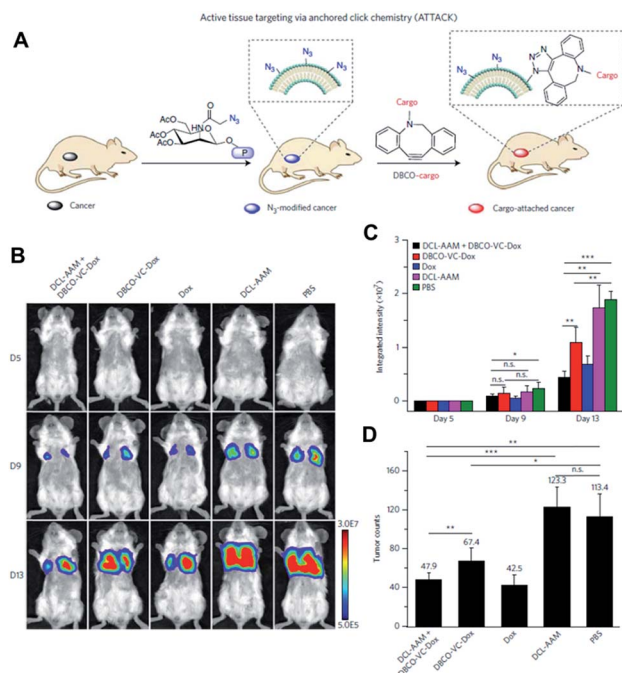 Active tissue targeting via anchored click chemistry (ATTACK)
A
N₃
N₃
N₃
AcO
AcO
AcO
O
HN
N₃
O
O
P
Cargo
N
DBCO-cargo
N₃
N₃
N
N
N
N
Cargo
Cancer
N₃-modified cancer
Cargo-attached cancer
B
DCL-AAM +
DBCO-VC-Dox
DBCO-VC-Dox
Dox
DCL-AAM
PBS
D5
D9
D13
3.0E7
5.0E5
C
DCL-AAM + DBCO-VC-Dox
DBCO-VC-Dox
Dox
DCL-AAM
PBS
Integrated intensity (×10⁷)
3
2
1
0
n.s.
n.s.
*
n.s.
**
***
**
**
Day 5
Day 9
Day 13
D
Tumor counts
160
120
80
40
0
**
***
*
n.s.
**
47.9
67.4
42.5
123.3
113.4
DCL-AAM +
DBCO-VC-Dox
DBCO-VC-Dox
Dox
DCL-AAM
PBS